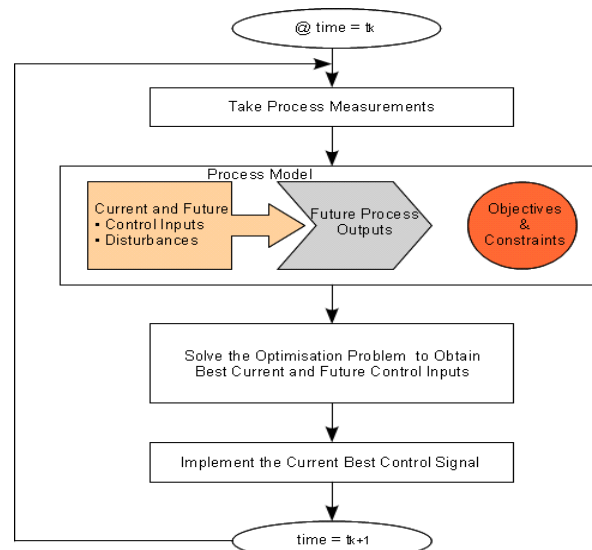 @ time = tk
Take Process Measurements
Process Model
Current and Future
• Control Inputs
• Disturbances
Future Process
Outputs
Objectives
&
Constraints
Solve the Optimisation Problem to Obtain
Best Current and Future Control Inputs
Implement the Current Best Control Signal
time = tk+1